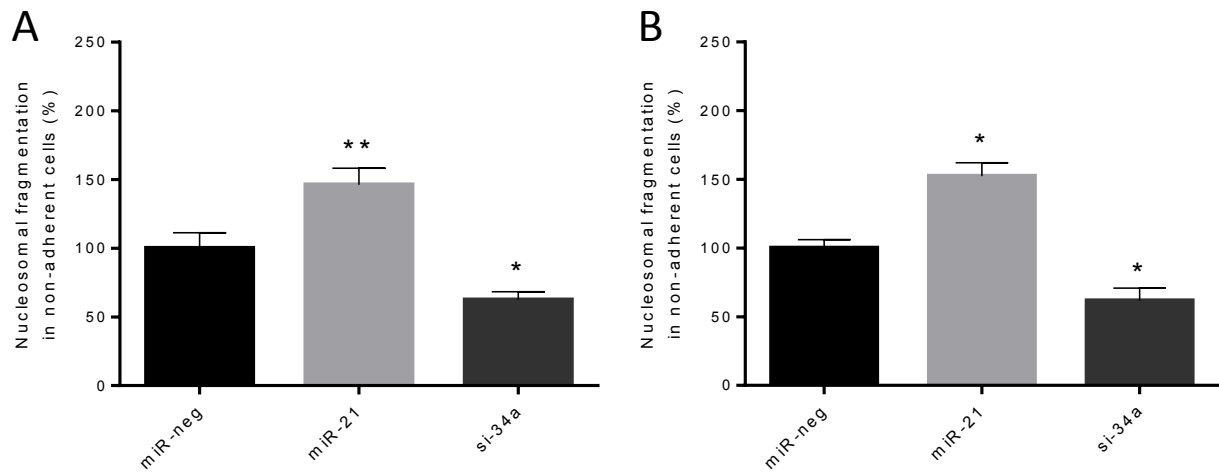 A
Nucleosomal fragmentation
in non-adherent cells (%)
250
200
150
100
50
0
**
*
miR-neg
miR-21
si-34a
B
Nucleosomal fragmentation
in non-adherent cells (%)
250
200
150
100
50
0
*
*
miR-neg
miR-21
si-34a